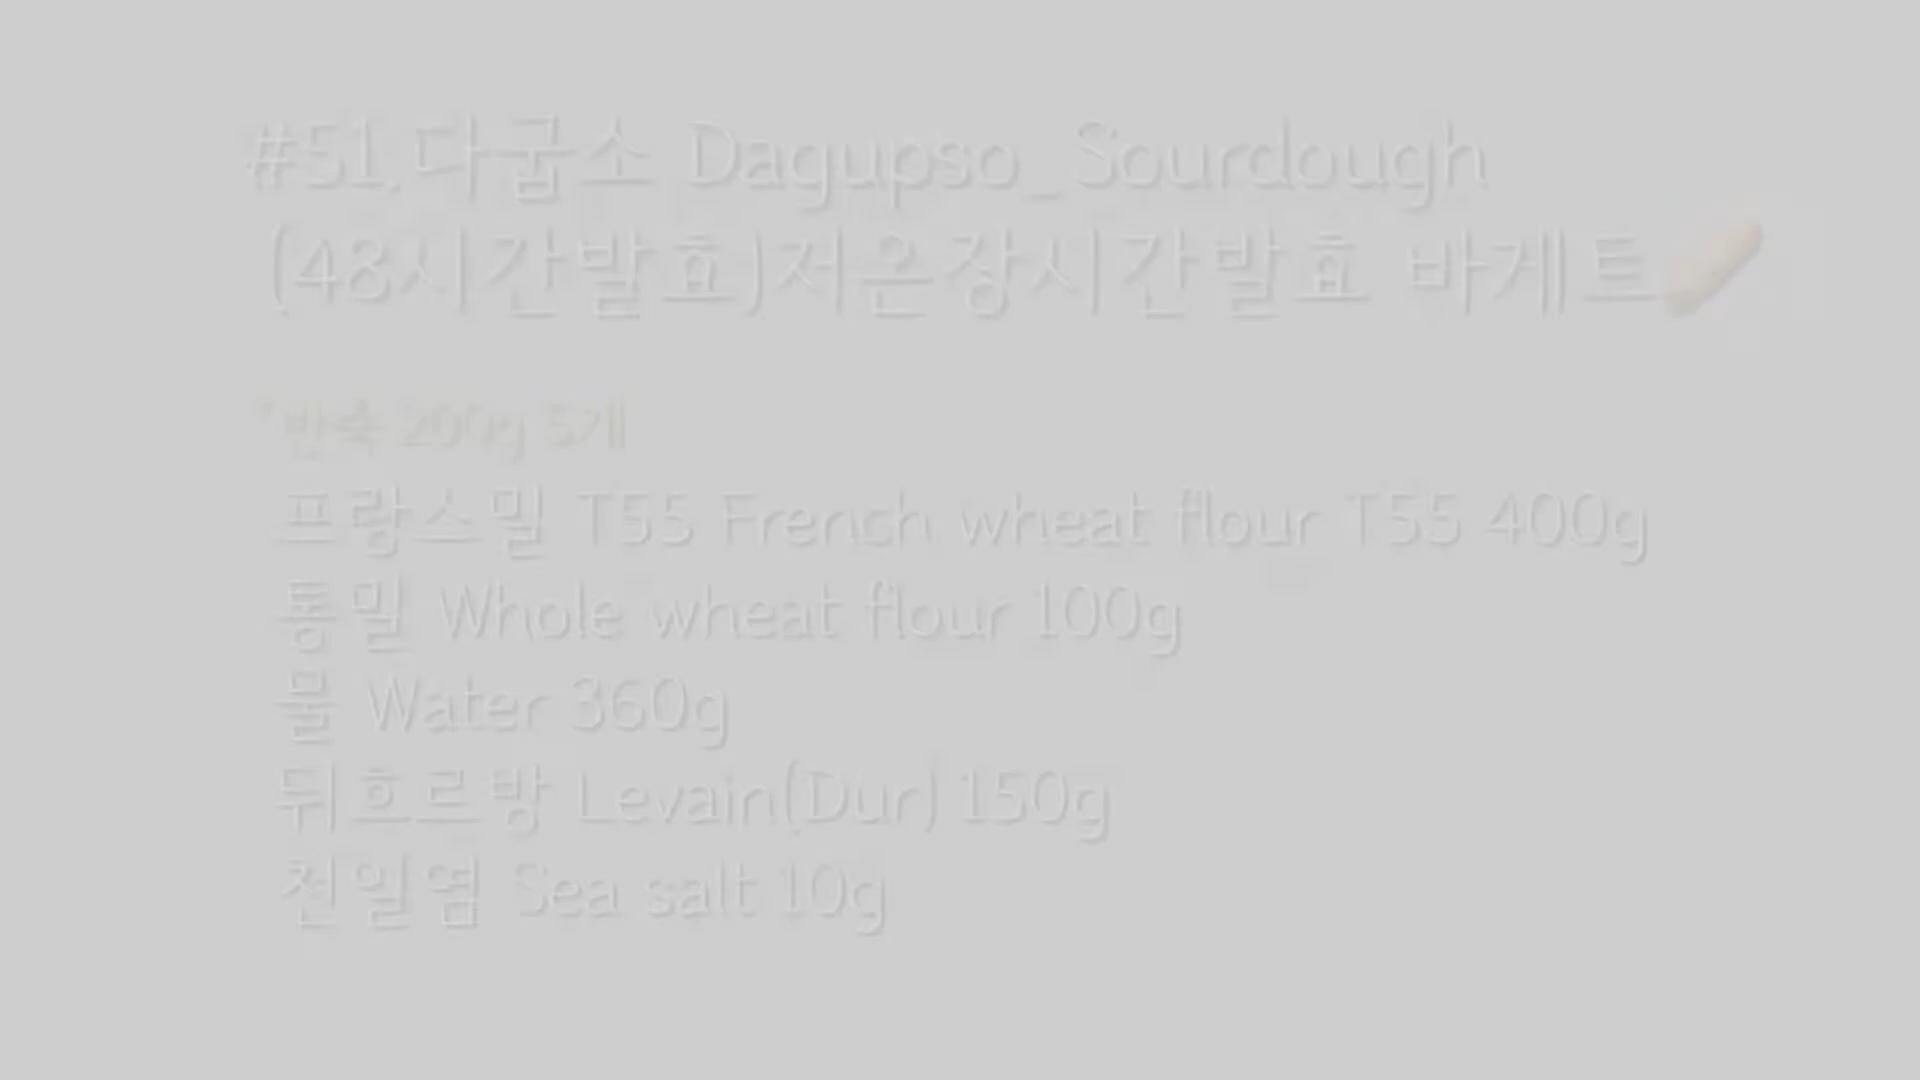 #51.다굽소 Dagupso_Sourdough
(48시간발효)저온장시간발효 바게트🥖
*반죽 200g 5개
프랑스밀 T55 French wheat flour T55 400g
통밀 Whole wheat flour 100g
물 Water 360g
뒤흐르방 Levain(Dur) 150g
천일염 Sea salt 10g